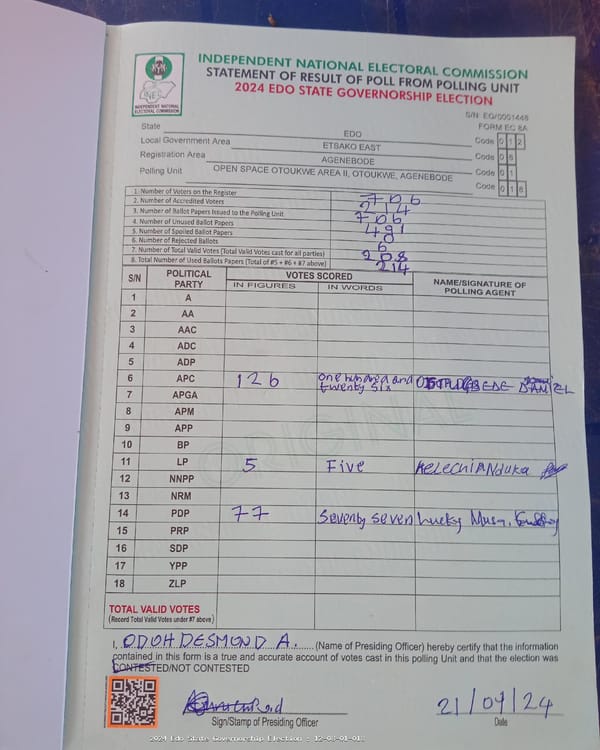 INDEPENDENT NATIONAL ELECTORAL COMMISSION
STATEMENT OF RESULT OF POLL FROM POLLING UNIT
2024 EDO STATE GOVERNORSHIP ELECTION
INDEPENDENT NATIONAL
ELECTORAL COMMISSION
S/N: EG/0001448
FORM EC 8A
State EDO Code 0 1 2
Local Government Area ETSAKO EAST Code 0 8
Registration Area AGENEBODE Code 0 1
Polling Unit OPEN SPACE OTOUKWE AREA II, OTOUKWE, AGENEBODE Code 0 1 8
1. Number of Voters on the Register 706
2. Number of Accredited Voters 214
3. Number of Ballot Papers Issued to the Polling Unit 706
4. Number of Unused Ballot Papers 491
5. Number of Spoiled Ballot Papers
6. Number of Rejected Ballots 6
7. Number of Total Valid Votes (Total Valid Votes cast for all parties) 208
8. Total Number of Used Ballots Papers (Total of #5 + #6 + #7 above) 214
S/N POLITICAL PARTY VOTES SCORED NAME/SIGNATURE OF POLLING AGENT
IN FIGURES IN WORDS
1 A
2 AA
3 AAC
4 ADC
5 ADP
6 APC 126 one hundred and twenty six DANIEL
7 APGA
8 APM
9 APP
10 BP
11 LP 5 Five Kelechi Anduka
12 NNPP
13 NRM
14 PDP 77 Seventy seven Lucky Musa
15 PRP
16 SDP
17 YPP
18 ZLP
ORIGINAL
TOTAL VALID VOTES
(Record Total Valid Votes under #7 above)
I, ODOH DESMOND A. (Name of Presiding Officer) hereby certify that the information
contained in this form is a true and accurate account of votes cast in this polling Unit and that the election was
CONTESTED/NOT CONTESTED
21/09/24
Sign/Stamp of Presiding Officer Date
2024 Edo State Governorship Election : 12-08-01-018